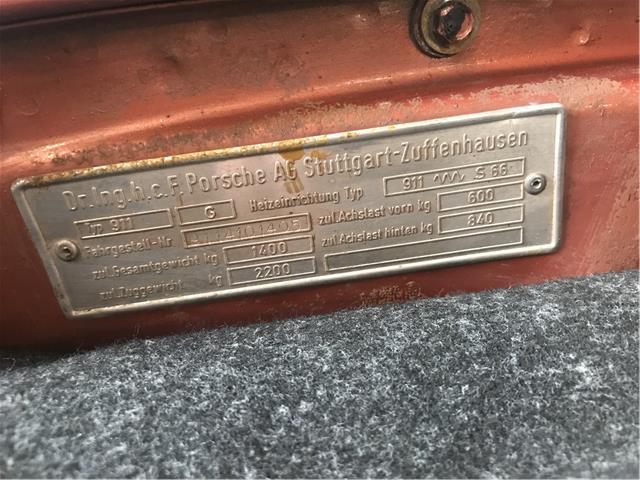 Dr.Ing.h.c.F.Porsche AG Stuttgart-Zuffenhausen
Typ 911 G Heizeinrichtung Typ 911 S 66
Fahrgestell-Nr 4114101405 zul.Achslast vorn kg 600
zul.Gesamtgewicht kg 1400 zul.Achslast hinten kg 840
zul.Zuggewicht kg 2200